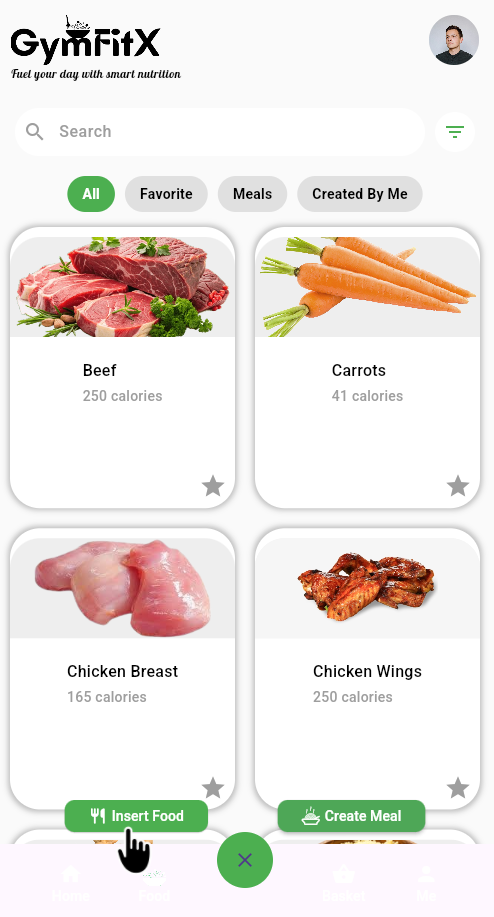 GymFitX
Fuel your day with smart nutrition
Search
All
Favorite
Meals
Created By Me
Beef
250 calories
Carrots
41 calories
Chicken Breast
165 calories
Chicken Wings
250 calories
Insert Food
Create Meal
Home
Food
Basket
Me